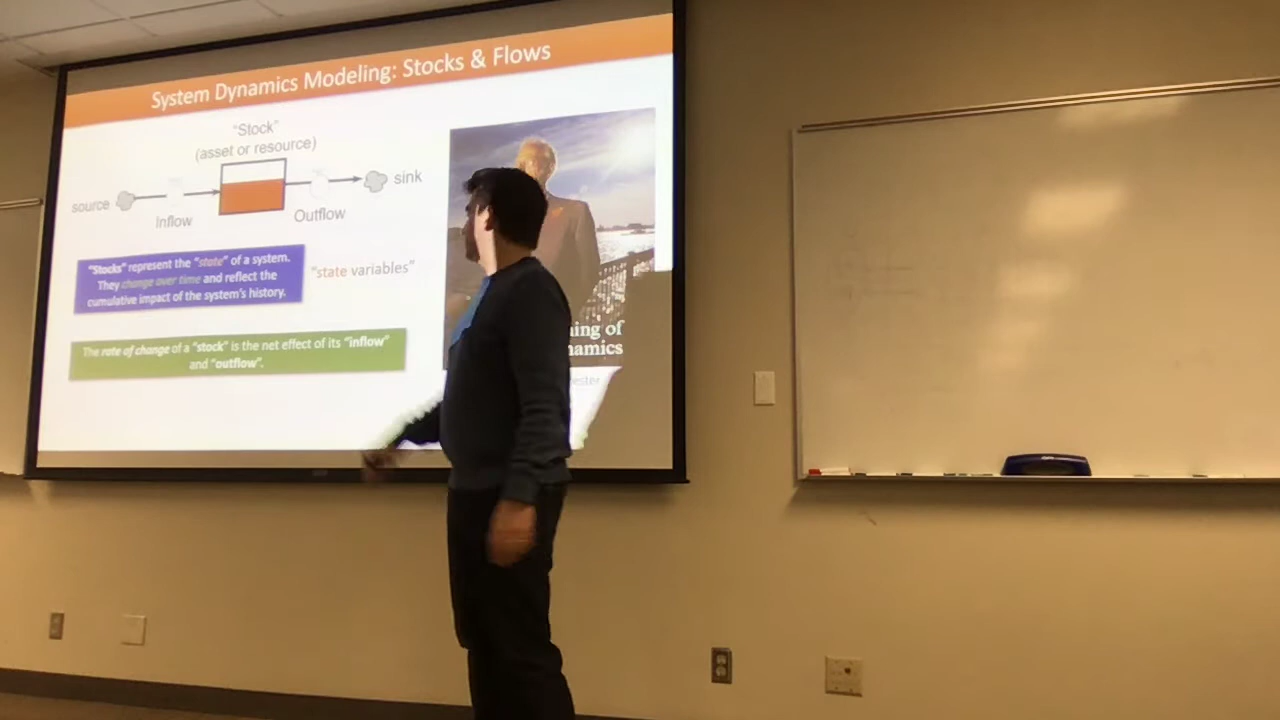 System Dynamics Modeling: Stocks & Flows
"Stock"
(asset or resource)
source
sink
Inflow
Outflow
"Stocks" represent the "state" of a system.
They change over time and reflect the
cumulative impact of the system's history.
"state variables"
The rate of change of a "stock" is the net effect of its "inflow"
and "outflow".
ing of
namics